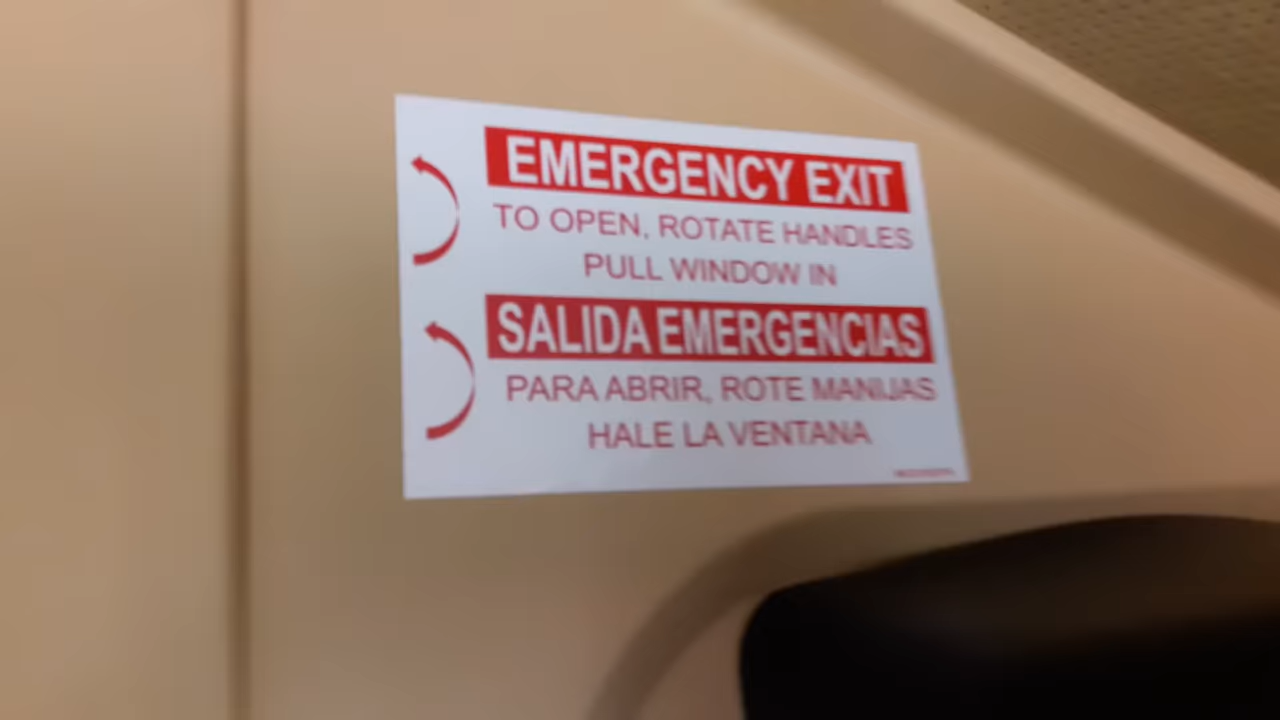 EMERGENCY EXIT
TO OPEN, ROTATE HANDLES
PULL WINDOW IN
SALIDA EMERGENCIAS
PARA ABRIR, ROTE MANIJAS
HALE LA VENTANA